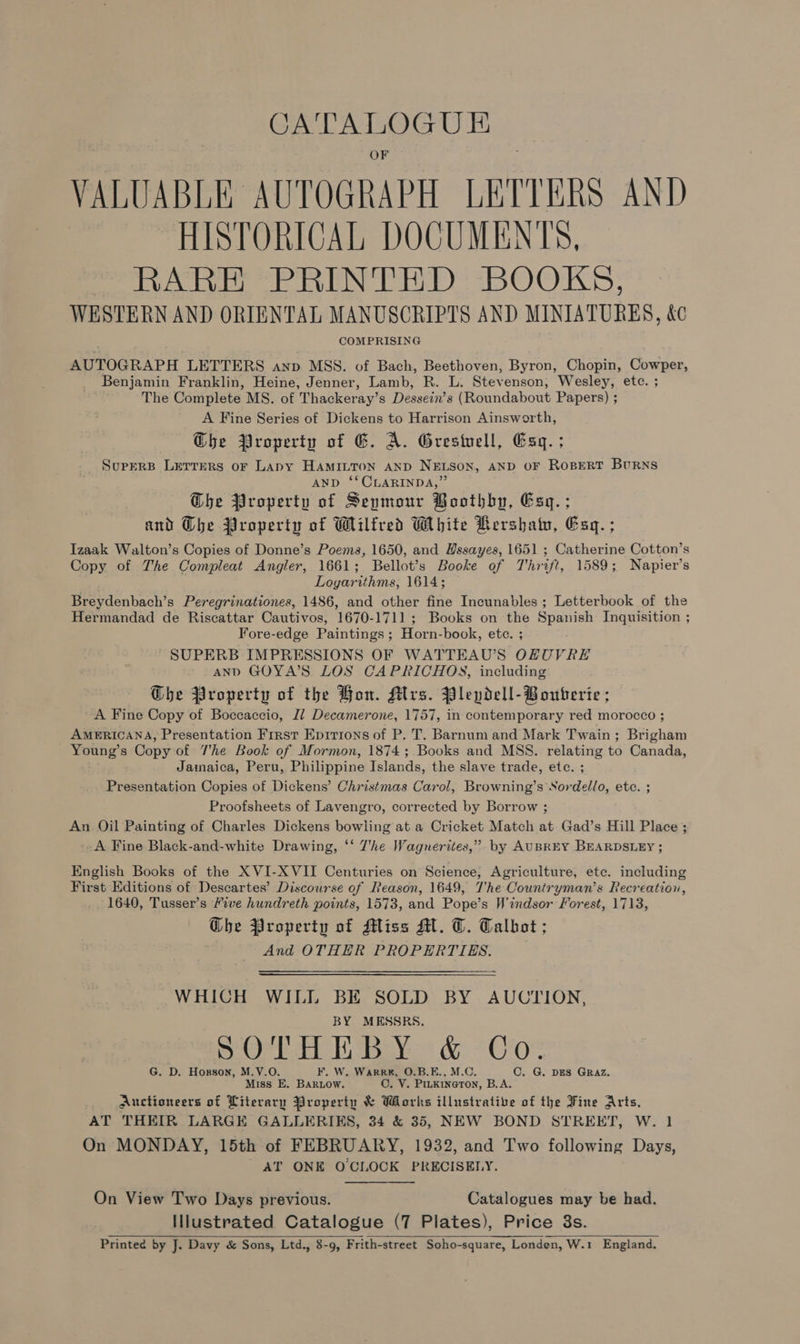 CATALOGUE
OF
VALUABLE AUTOGRAPH LETTERS AND
HISTORICAL DOCUMENTS,
RARE PRINTED BOOKS,
WESTERN AND ORIENTAL MANUSCRIPTS AND MINIATURES, &c
COMPRISING
AUTOGRAPH LETTERS AND MSS. of Bach, Beethoven, Byron, Chopin, Cowper,
Benjamin Franklin, Heine, Jenner, Lamb, R. L. Stevenson, Wesley, etc. ;
The Complete MS. of Thackeray's Dessein's (Roundabout Papers) ;
A Fine Series of Dickens to Harrison Ainsworth,
The Property of G. A. Greswell, Esq. ;
SUPERB LETTERS OF LADY HAMILTON AND NELSON, AND OF ROBERT BURNS
AND "CLARINDA,"
The Property of Seymour Boothby, Esq. ;
and The Property of Wilfred White Kershaw, Esq. ;
Izaak Walton's Copies of Donne's Poems, 1650, and Essayes, 1651 ; Catherine Cotton's
Copy of The Compleat Angler, 1661; Bellot's Booke of Thrift, 1589; Napier's
Logarithms, 1614;
Breydenbach's Peregrinationes, 1486, and other fine Incunables ; Letterbook of the
Hermandad de Riscattar Cautivos, 1670-1711 ; Books on the Spanish Inquisition ;
Fore-edge Paintings ; Horn-book, etc. ;
SUPERB IMPRESSIONS OF WATTEAU'S OEUVRE
AND GOYA'S LOS CAPRICHOS, including
The Property of the Hon. Mrs. Pleydell-Bouverie ;
A Fine Copy of Boccaccio, Il Decamerone, 1757, in contemporary red morocco ;
AMERICANA, Presentation FIRST EDITIONS of P. T. Barnum and Mark Twain ; Brigham
Young's Copy of The Book of Mormon, 1874 ; Books and MSS. relating to Canada,
Jamaica, Peru, Philippine Islands, the slave trade, etc. ;
Presentation Copies of Dickens' Christmas Carol, Browning's Sordello, etc. ;
Proofsheets of Lavengro, corrected by Borrow ;
An Oil Painting of Charles Dickens bowling at a Cricket Match at Gad's Hill Place ;
A Fine Black-and-white Drawing, "The Wagnerites," by AUBREY BEARDSLEY ;
English Books of the XVI-XVII Centuries on Science, Agriculture, etc. including
First Editions of Descartes' Discourse of Reason, 1649, The Countryman's Recreation,
1640, Tusser's Five hundreth points, 1573, and Pope's Windsor Forest, 1713,
The Property of Miss M. T. Talbot ;
And OTHER PROPERTIES.
WHICH WILL BE SOLD BY AUCTION,
BY MESSRS.
SOTHEBY & Co.
G. D. HOBSON, M.V.O. F. W. WARRE, O.B.E., M.C. C. G. DES GRAZ.
MISS E. BARLOW. C. V. PILKINGTON, B.A.
Auctioneers of Literary Property & Works illustrative of the Fine Arts,
AT THEIR LARGE GALLERIES, 34 & 35, NEW BOND STREET, W. 1
On MONDAY, 15th of FEBRUARY, 1932, and Two following Days,
AT ONE O'CLOCK PRECISELY.
On View Two Days previous. Catalogues may be had.
Illustrated Catalogue (7 Plates), Price 3s.
Printed by J. Davy & Sons, Ltd., 8-9, Frith-street Soho-square, London, W.1 England.